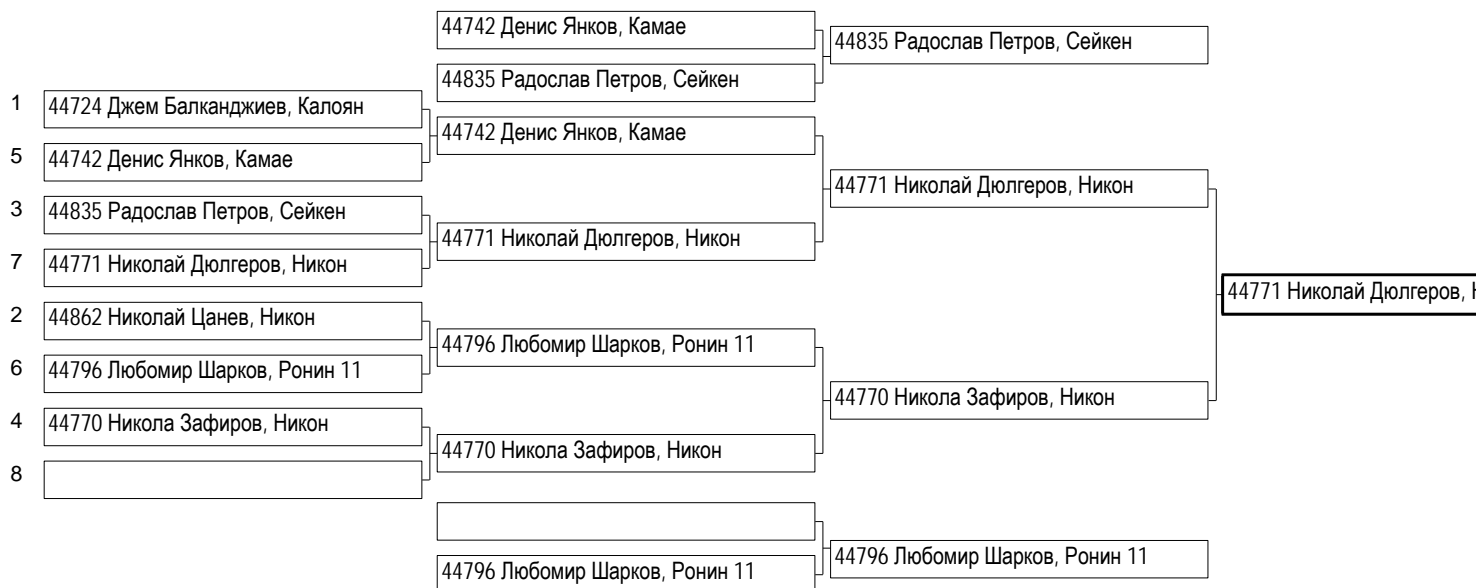 44742 Денис Янков, Камае
44835 Радослав Петров, Сейкен
44835 Радослав Петров, Сейкен
1 44724 Джем Балканджиев, Калоян
5 44742 Денис Янков, Камае
3 44835 Радослав Петров, Сейкен
7 44771 Николай Дюлгеров, Никон
2 44862 Николай Цанев, Никон
6 44796 Любомир Шарков, Ронин 11
4 44770 Никола Зафиров, Никон
8
44742 Денис Янков, Камае
44771 Николай Дюлгеров, Никон
44796 Любомир Шарков, Ронин 11
44770 Никола Зафиров, Никон
44771 Николай Дюлгеров, Никон
44770 Никола Зафиров, Никон
44771 Николай Дюлгеров,
44796 Любомир Шарков, Ронин 11
44796 Любомир Шарков, Ронин 11